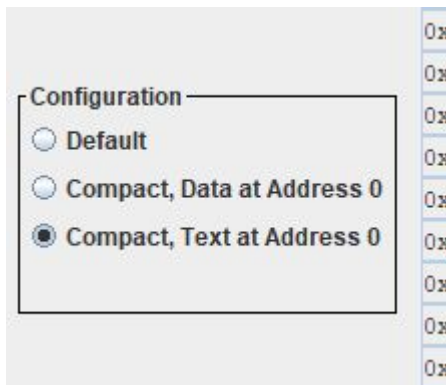 Configuration
Default
Compact, Data at Address 0
Compact, Text at Address 0
0x
0x
0x
0x
0x
0x
0x
0x
0x